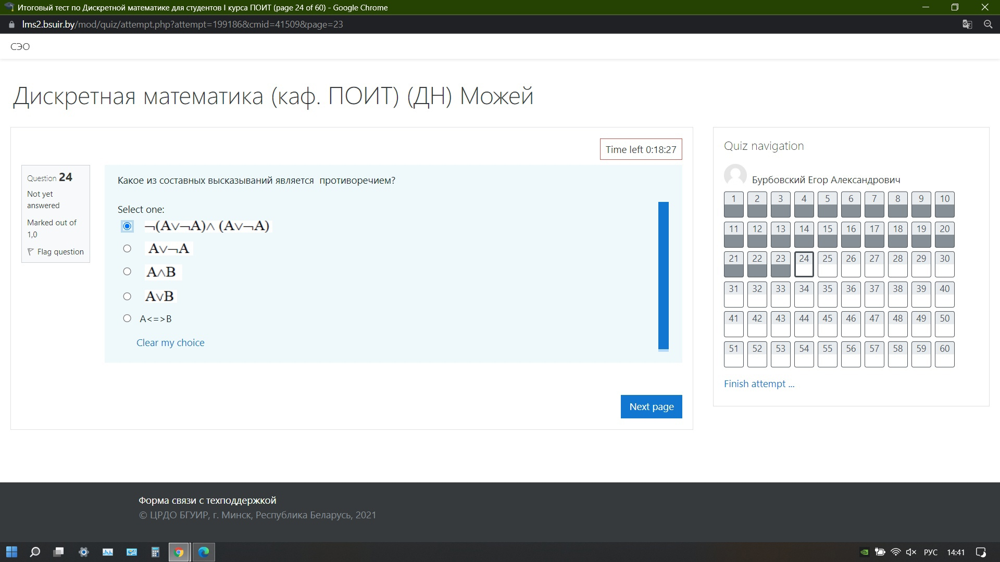 Итоговый тест по Дискретной математике для студентов I курса ПОИТ (page 24 of 60) - Google Chrome
lms2.bsuir.by/mod/quiz/attempt.php?attempt=199186&cmid=41509&page=23
СЭО
Дискретная математика (каф. ПОИТ) (ДН) Можей
Time left 0:18:27
Question 24
Not yet
answered
Marked out of
1,0
Flag question
Какое из составных высказываний является противоречием?
Select one:
¬(A∨¬A)∧ (A∨¬A)
A∨¬A
A∧B
A∨B
A<=>B
Clear my choice
Next page
Quiz navigation
Бурбовский Егор Александрович
1 2 3 4 5 6 7 8 9 10
11 12 13 14 15 16 17 18 19 20
21 22 23 24 25 26 27 28 29 30
31 32 33 34 35 36 37 38 39 40
41 42 43 44 45 46 47 48 49 50
51 52 53 54 55 56 57 58 59 60
Finish attempt ...
Форма связи с техподдержкой
© ЦРДО БГУИР, г. Минск, Республика Беларусь, 2021
РУС 14:41